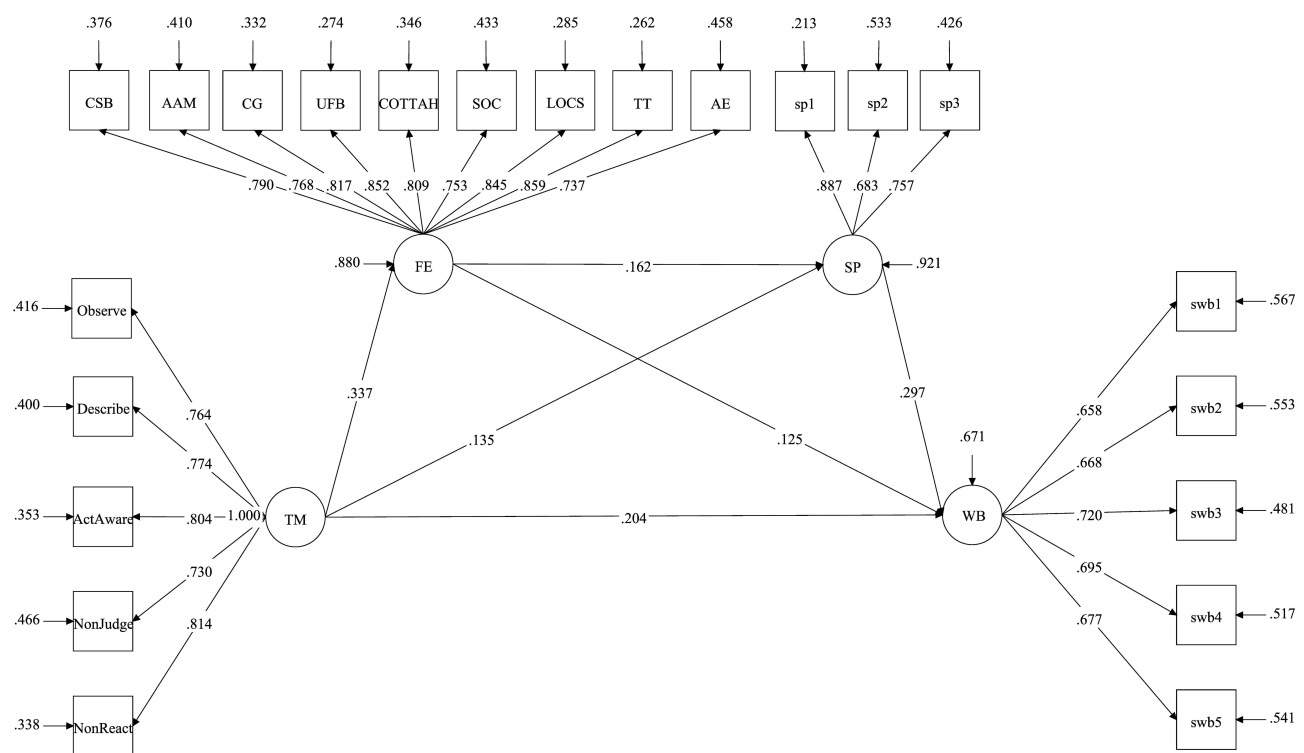 .376 .410 .332 .274 .346 .433 .285 .262 .458 .213 .533 .426
CSB AAM CG UFB COTTAH SOC LOCS TT AE sp1 sp2 sp3
.790 .768 .817 .852 .809 .753 .845 .859 .737 .887 .683 .757
.880 FE .162 SP .921
.416 Observe swb1 .567
.337 .297
.400 Describe .764 .658 swb2 .553
.135 .125 .671
.774 .668
.353 ActAware .804 1.000 TM .204 WB .720 swb3 .481
.730 .695
.466 NonJudge .814 .677 swb4 .517
.338 NonReact swb5 .541